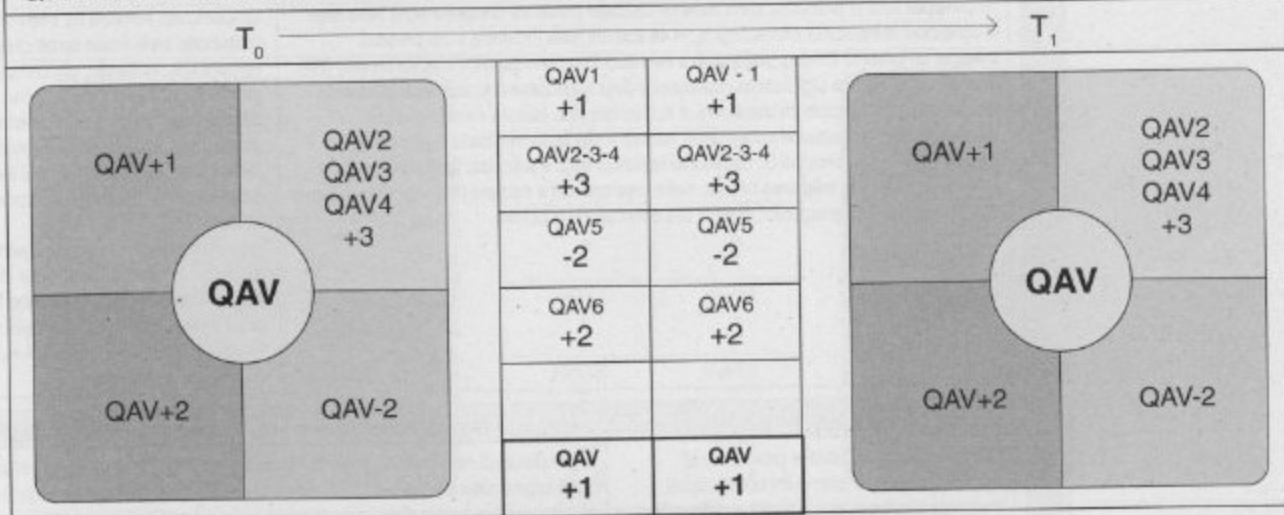 T0 T1
QAV+1
QAV2
QAV3
QAV4
+3
QAV
QAV+2
QAV-2
QAV1 QAV - 1
+1 +1
QAV2-3-4 QAV2-3-4
+3 +3
QAV5 QAV5
-2 -2
QAV6 QAV6
+2 +2
QAV QAV
+1 +1
QAV+1
QAV2
QAV3
QAV4
+3
QAV
QAV+2
QAV-2